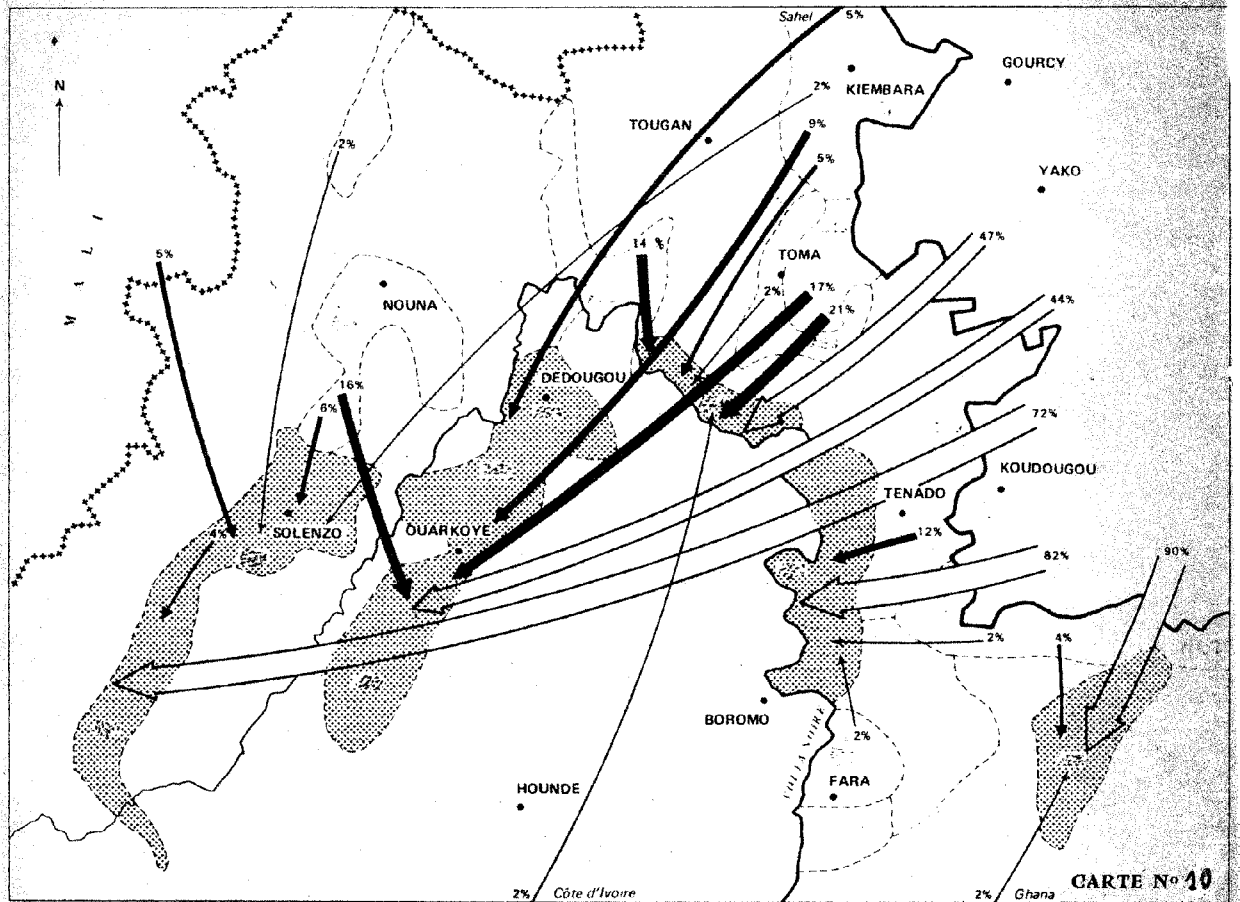 Sahel
5%
N
GOURCY
2%
KIEMBARA
TOUGAN
9%
2%
5%
YAKO
MALI
47%
14 %
5%
TOMA
2%
17%
NOUNA
44%
21%
DEDOUGOU
16%
6%
72%
KOUDOUGOU
TENADO
4%
SOLENZO
OUARKOYE
12%
82%
90%
2%
4%
BOROMO
2%
FARA
HOUNDE
2%
Côte d'Ivoire
2%
Ghana
CARTE No 10